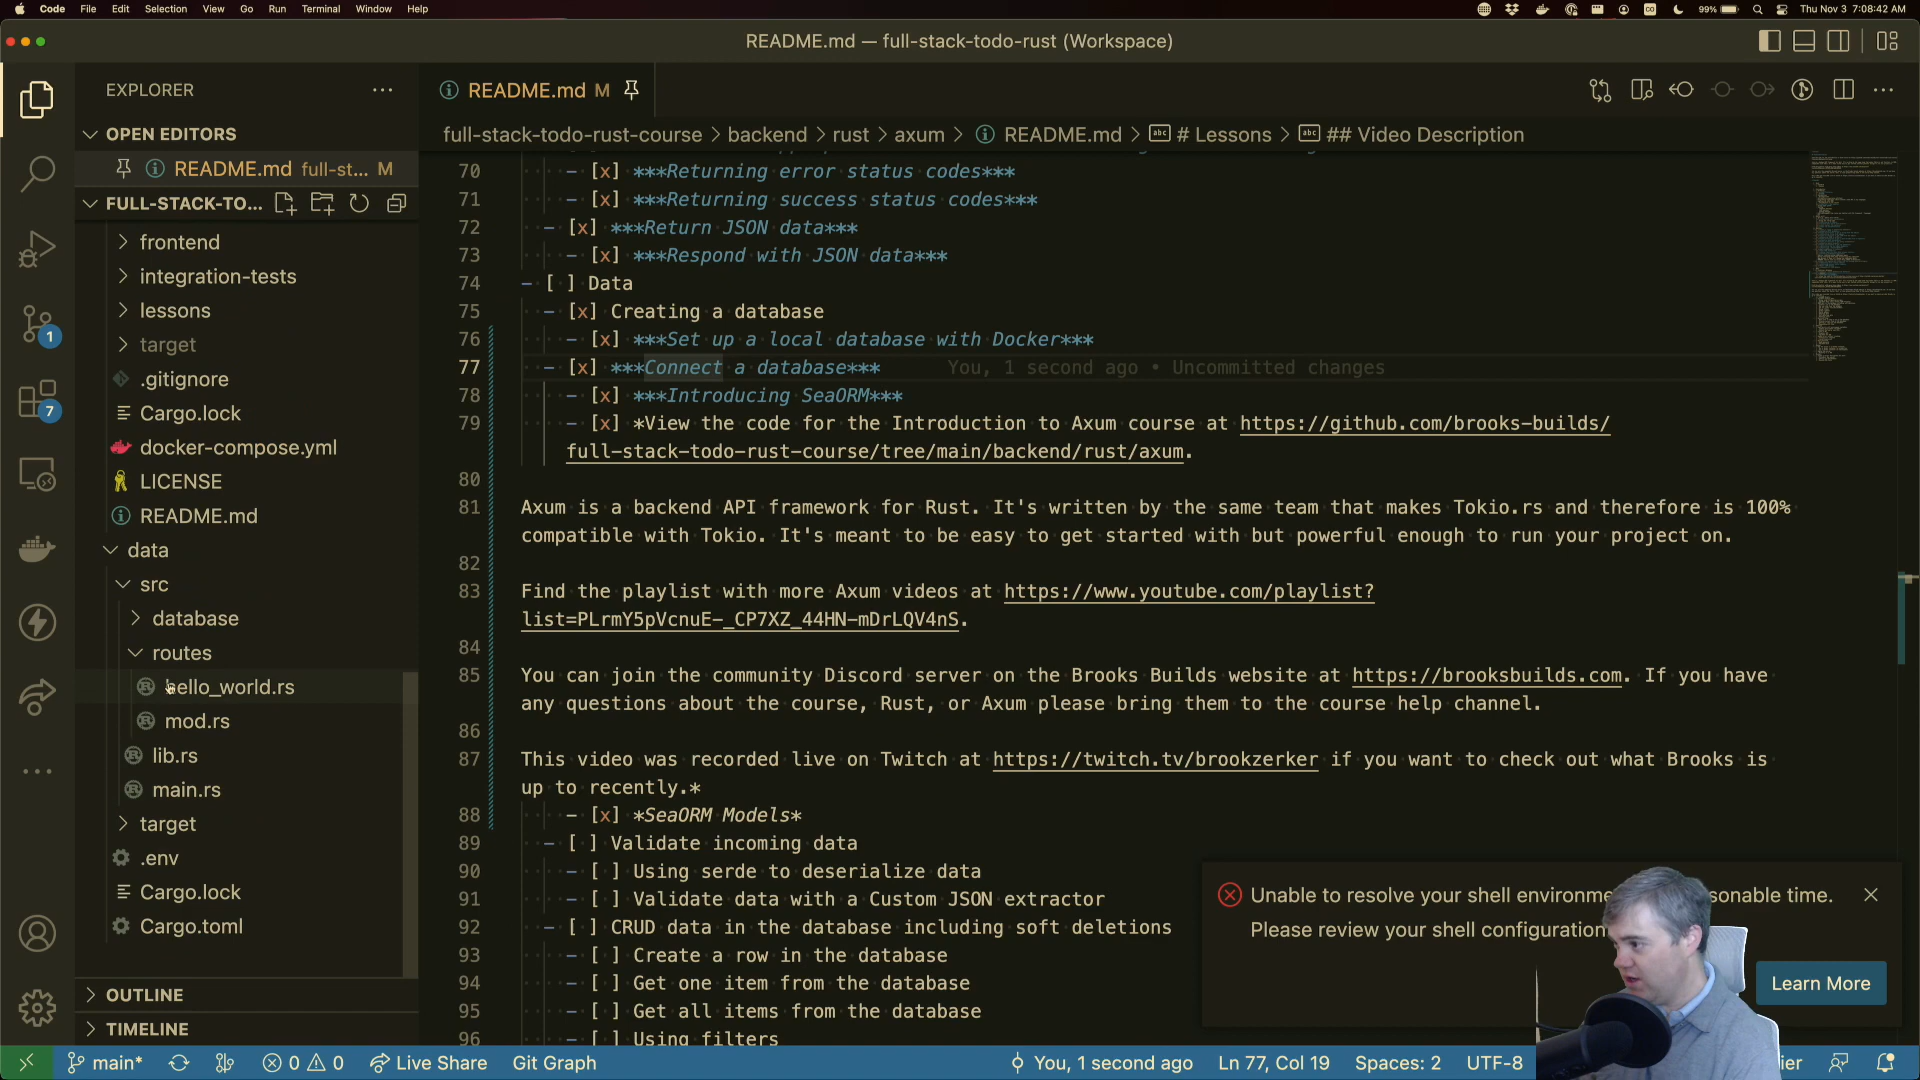 Code File Edit Selection View Go Run Terminal Window Help 99% Thu Nov 3 7:08:42 AM
README.md — full-stack-todo-rust (Workspace)
EXPLORER
OPEN EDITORS
README.md full-st... M
FULL-STACK-TO...
frontend
integration-tests
lessons
target
.gitignore
Cargo.lock
docker-compose.yml
LICENSE
README.md
data
src
database
routes
hello_world.rs
mod.rs
lib.rs
main.rs
target
.env
Cargo.lock
Cargo.toml
OUTLINE
TIMELINE
1
7
README.md M
full-stack-todo-rust-course > backend > rust > axum > README.md > # Lessons > ## Video Description
70 - [x] ***Returning error status codes***
71 - [x] ***Returning success status codes***
72 - [x] ***Return JSON data***
73 - [x] ***Respond with JSON data***
74 - [ ] Data
75 - [x] Creating a database
76 - [x] ***Set up a local database with Docker***
77 - [x] ***Connect a database*** You, 1 second ago • Uncommitted changes
78 - [x] ***Introducing SeaORM***
79 - [x] *View the code for the Introduction to Axum course at https://github.com/brooks-builds/
full-stack-todo-rust-course/tree/main/backend/rust/axum.
80
81 Axum is a backend API framework for Rust. It's written by the same team that makes Tokio.rs and therefore is 100%
compatible with Tokio. It's meant to be easy to get started with but powerful enough to run your project on.
82
83 Find the playlist with more Axum videos at https://www.youtube.com/playlist?
list=PLrmY5pVcnuE-_CP7XZ_44HN-mDrLQV4nS.
84
85 You can join the community Discord server on the Brooks Builds website at https://brooksbuilds.com. If you have
any questions about the course, Rust, or Axum please bring them to the course help channel.
86
87 This video was recorded live on Twitch at https://twitch.tv/brookzerker if you want to check out what Brooks is
up to recently.*
88 - [x] *SeaORM Models*
89 - [ ] Validate incoming data
90 - [ ] Using serde to deserialize data
91 - [ ] Validate data with a Custom JSON extractor
92 - [ ] CRUD data in the database including soft deletions
93 - [ ] Create a row in the database
94 - [ ] Get one item from the database
95 - [ ] Get all items from the database
96 - [ ] Using filters
Unable to resolve your shell sonable time.
Please review your shell configuration
Learn More
main* 0 0 Live Share Git Graph You, 1 second ago Ln 77, Col 19 Spaces: 2 UTF-8